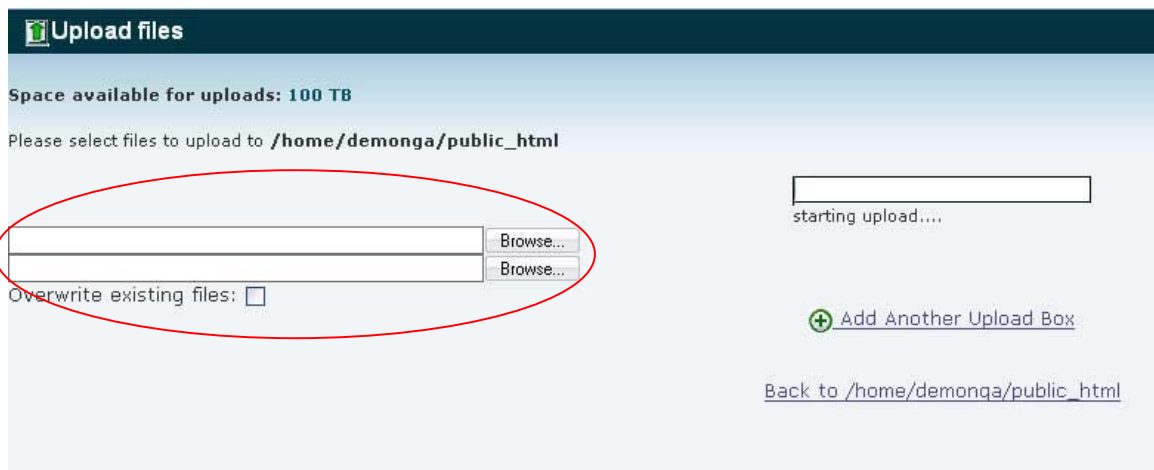 Upload files
Space available for uploads: 100 TB
Please select files to upload to /home/demonga/public_html
starting upload....
Browse...
Browse...
Overwrite existing files:
Add Another Upload Box
Back to /home/demonga/public_html